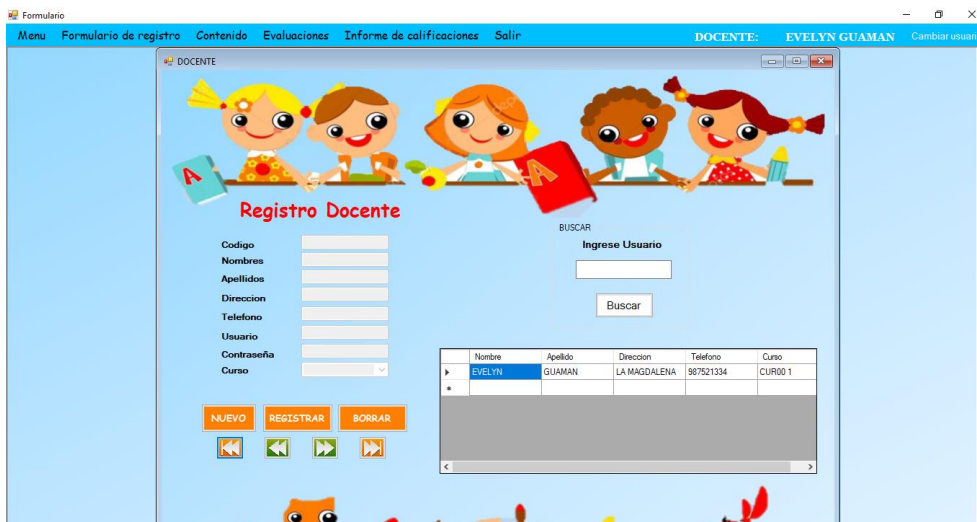 Formulario
Menu Formulario de registro Contenido Evaluaciones Informe de calificaciones Salir DOCENTE: EVELYN GUAMAN Cambiar usuari
DOCENTE
A
A
Registro Docente
Codigo
Nombres
Apellidos
Direccion
Telefono
Usuario
Contraseña
Curso
NUEVO REGISTRAR BORRAR
BUSCAR
Ingrese Usuario
Buscar
Nombre Apellido Direccion Telefono Curso
EVELYN GUAMAN LA MAGDALENA 987521334 CUR00 1